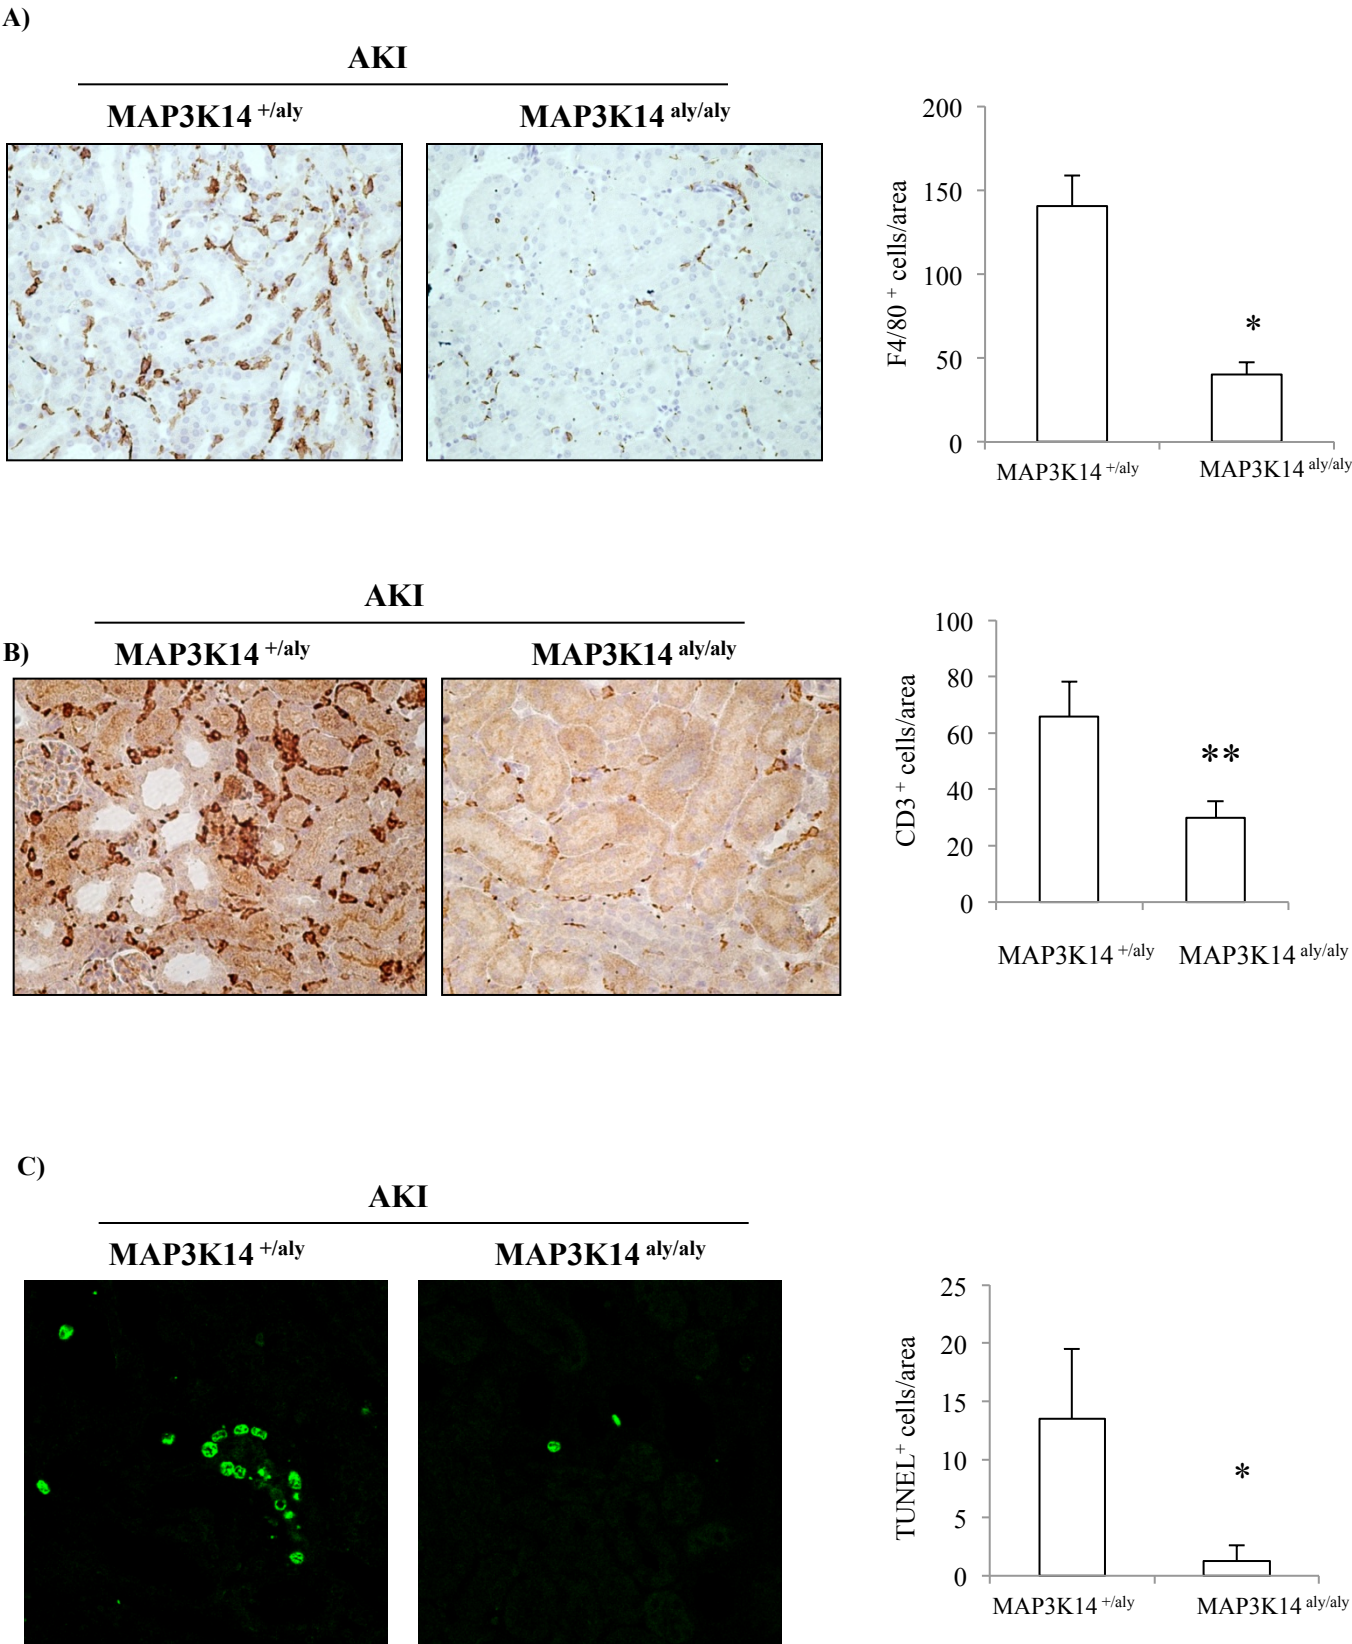 A)
AKI
MAP3K14 +/aly
MAP3K14 aly/aly
200
150
100
50
0
F4/80 + cells/area
*
MAP3K14 +/aly
MAP3K14 aly/aly
B)
AKI
MAP3K14 +/aly
MAP3K14 aly/aly
100
80
60
40
20
0
CD3 + cells/area
**
MAP3K14 +/aly
MAP3K14 aly/aly
C)
AKI
MAP3K14 +/aly
MAP3K14 aly/aly
25
20
15
10
5
0
TUNEL+ cells/area
*
MAP3K14 +/aly
MAP3K14 aly/aly